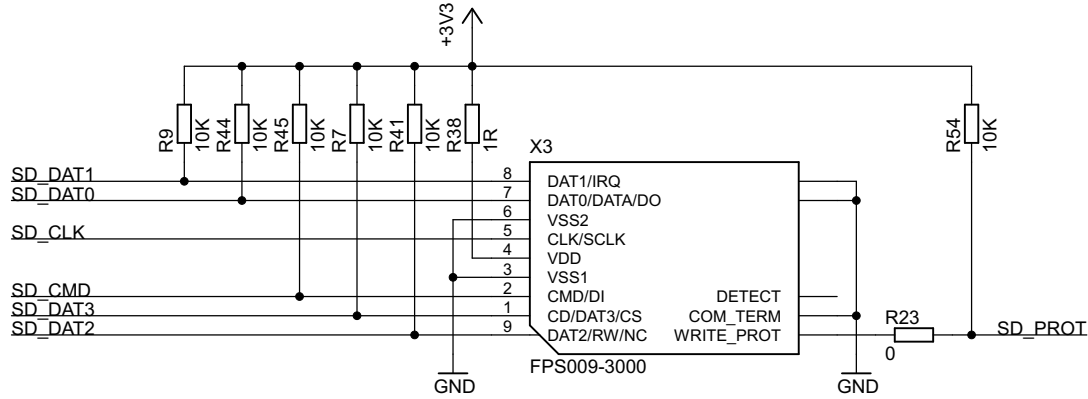 +3V3
R9
10K
R44
10K
R45
10K
R7
10K
R41
10K
R38
1R
R54
10K
X3
SD_DAT1
8
DAT1/IRQ
SD_DAT0
7
DAT0/DATA/DO
6
VSS2
SD_CLK
5
CLK/SCLK
4
VDD
3
VSS1
SD_CMD
2
CMD/DI
DETECT
SD_DAT3
1
CD/DAT3/CS
COM_TERM
R23
SD_DAT2
9
DAT2/RW/NC
WRITE_PROT
SD_PROT
0
FPS009-3000
GND
GND